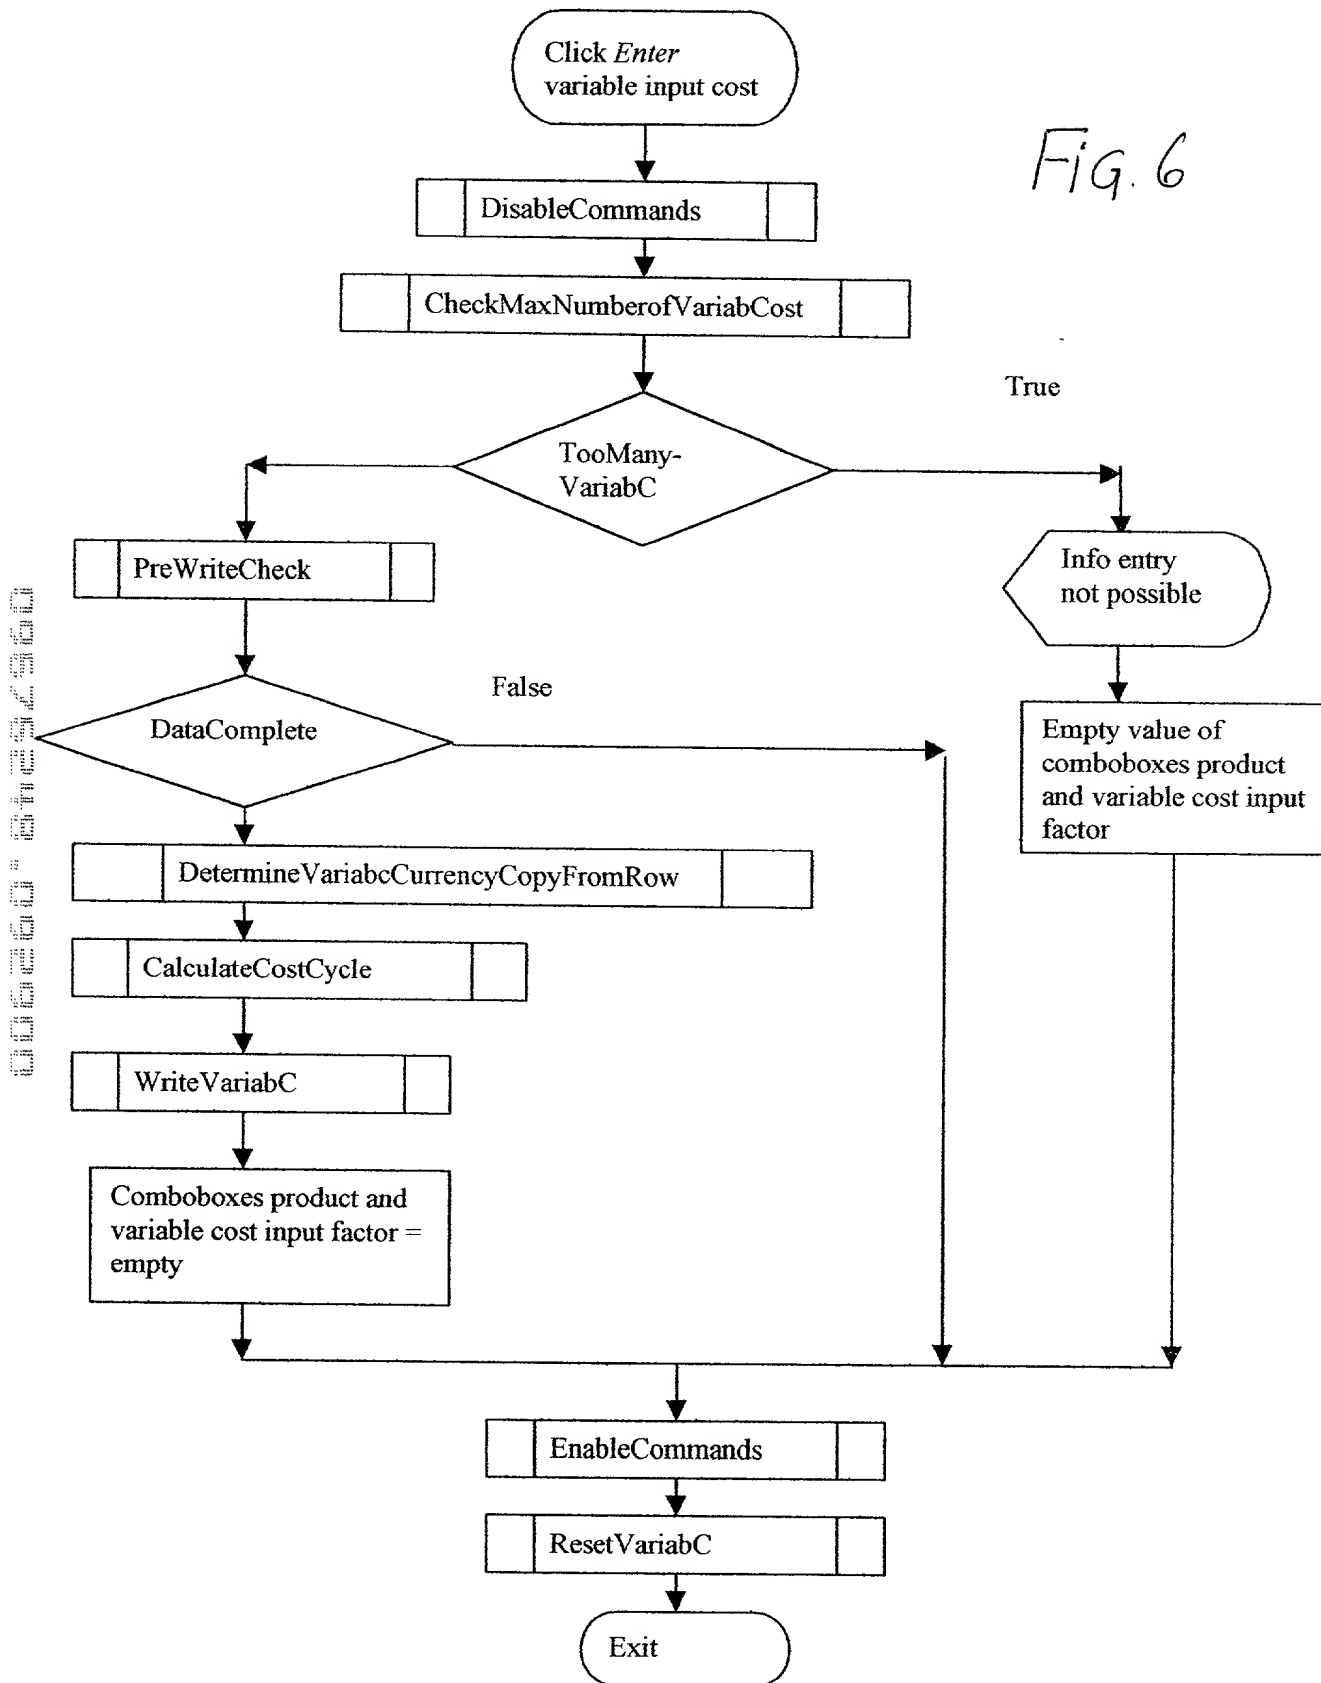 Click Enter
variable input cost
FiG. 6
DisableCommands
CheckMaxNumberofVariabCost
True
TooMany-
VariabC
PreWriteCheck
Info entry
not possible
False
DataComplete
Empty value of
comboboxes product
and variable cost input
factor
DetermineVariabcCurrencyCopyFromRow
CalculateCostCycle
WriteVariabC
Comboboxes product and
variable cost input factor =
empty
EnableCommands
ResetVariabC
Exit